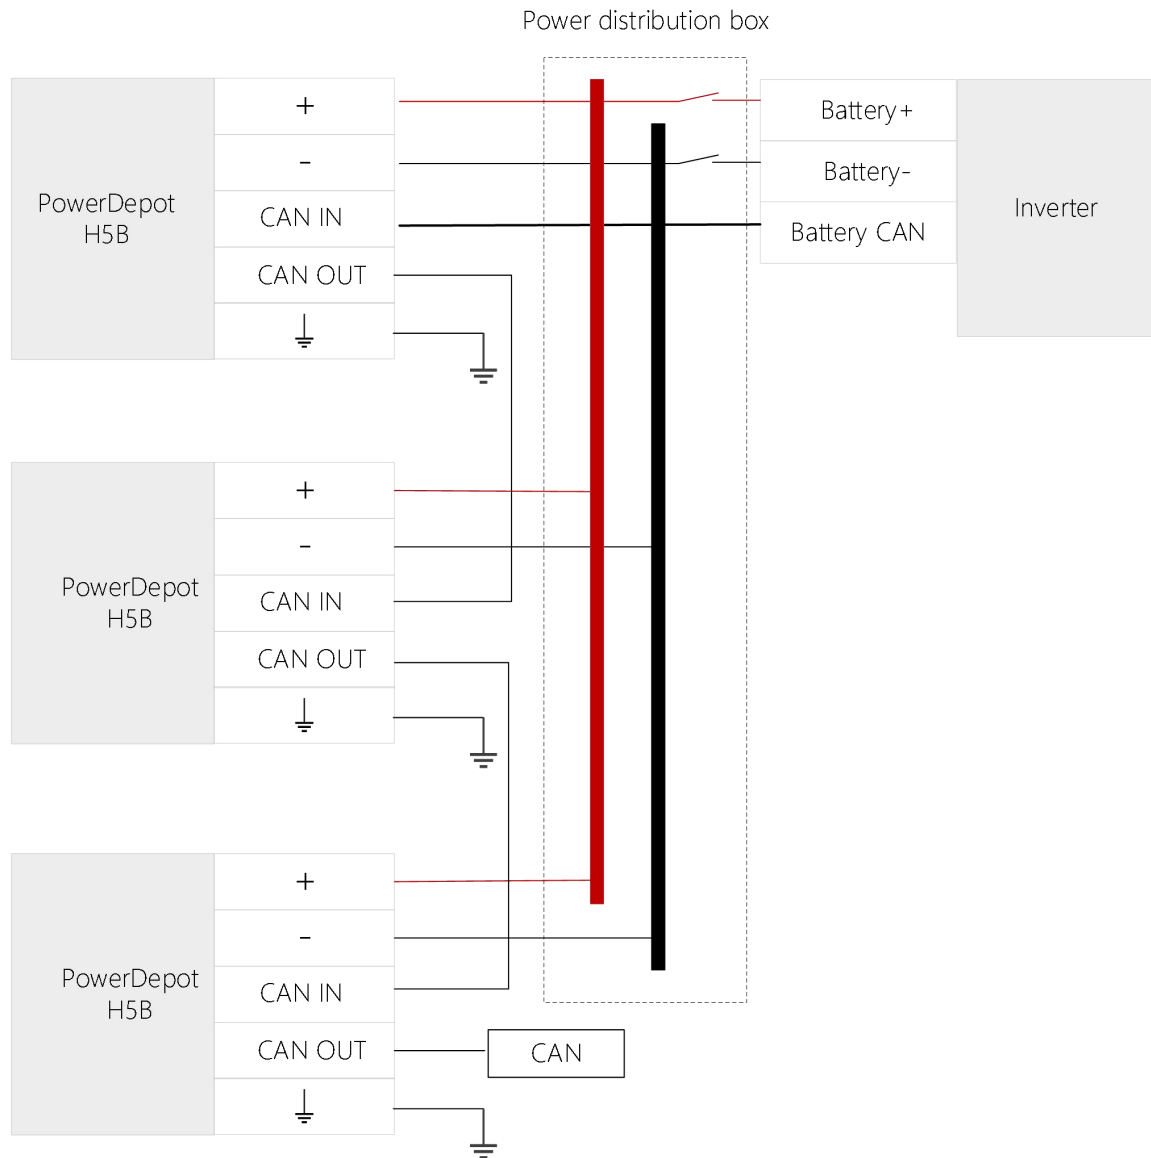 Power distribution box
+
-
PowerDepot
H5B
CAN IN
CAN OUT
Battery+
Battery-
Battery CAN
Inverter
+
-
PowerDepot
H5B
CAN IN
CAN OUT
+
-
PowerDepot
H5B
CAN IN
CAN OUT
CAN